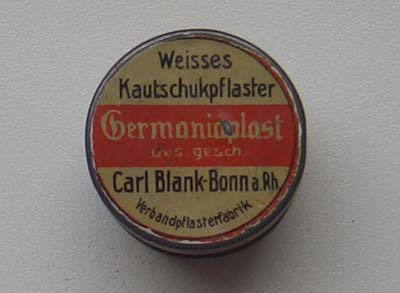 Weisses
Kautschukpflaster
Germaniaplast
Ges. gesch.
Carl Blank-Bonn a. Rh.
Verbandpflasterfabrik